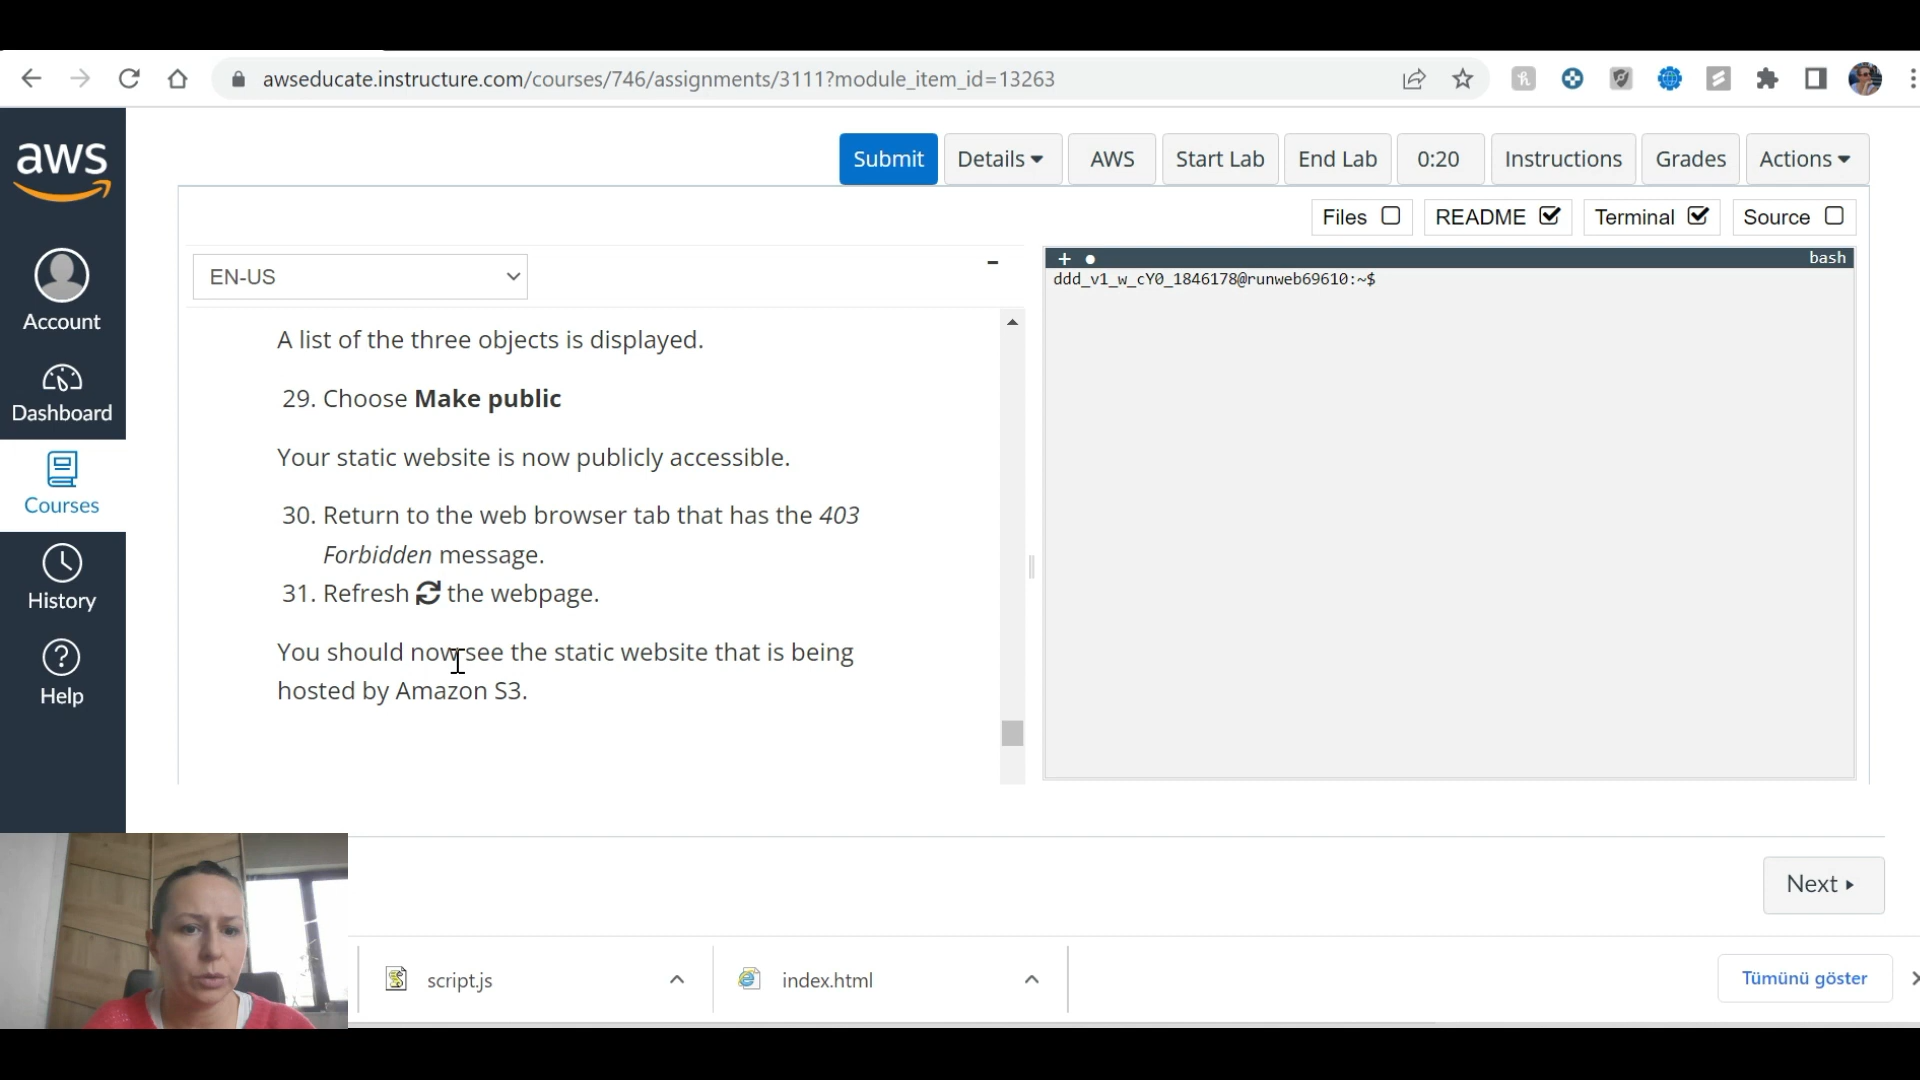 awseducate.instructure.com/courses/746/assignments/3111?module_item_id=13263
aws
Submit
Details
AWS
Start Lab
End Lab
0:20
Instructions
Grades
Actions
Files
README
Terminal
Source
EN-US
bash
ddd_v1_w_cY0_1846178@runweb69610:~$
Account
Dashboard
Courses
History
Help
A list of the three objects is displayed.
29. Choose Make public
Your static website is now publicly accessible.
30. Return to the web browser tab that has the 403
Forbidden message.
31. Refresh the webpage.
You should now see the static website that is being
hosted by Amazon S3.
Next
script.js
index.html
Tümünü göster